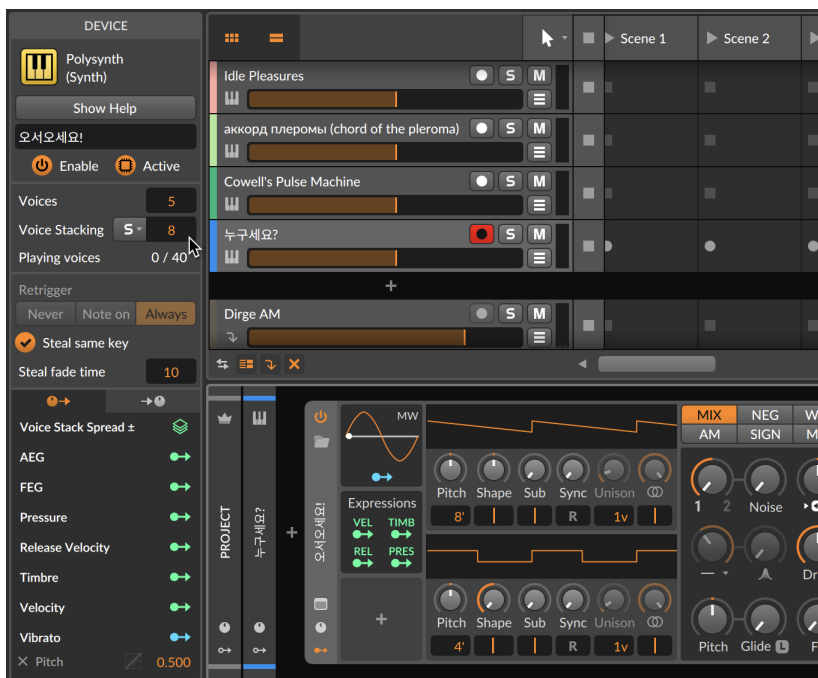 DEVICE
Polysynth
(Synth)
Show Help
오서오세요!
Enable
Active
Voices
5
Voice Stacking
S
8
Playing voices
0 / 40
Retrigger
Never
Note on
Always
Steal same key
Steal fade time
10
Voice Stack Spread ±
AEG
FEG
Pressure
Release Velocity
Timbre
Velocity
Vibrato
× Pitch
0.500
Scene 1
Scene 2
Idle Pleasures
S
M
аккорд плеромы (chord of the pleroma)
S
M
Cowell's Pulse Machine
S
M
누구세요?
S
M
+
Dirge AM
S
M
PROJECT
누구세요?
+
오서오세요!
MW
Expressions
VEL
TIMB
REL
PRES
+
Pitch
Shape
Sub
Sync
Unison
8'
R
1v
Pitch
Shape
Sub
Sync
Unison
4'
R
1v
MIX
NEG
AM
SIGN
1
2
Noise
Pitch
Glide
L